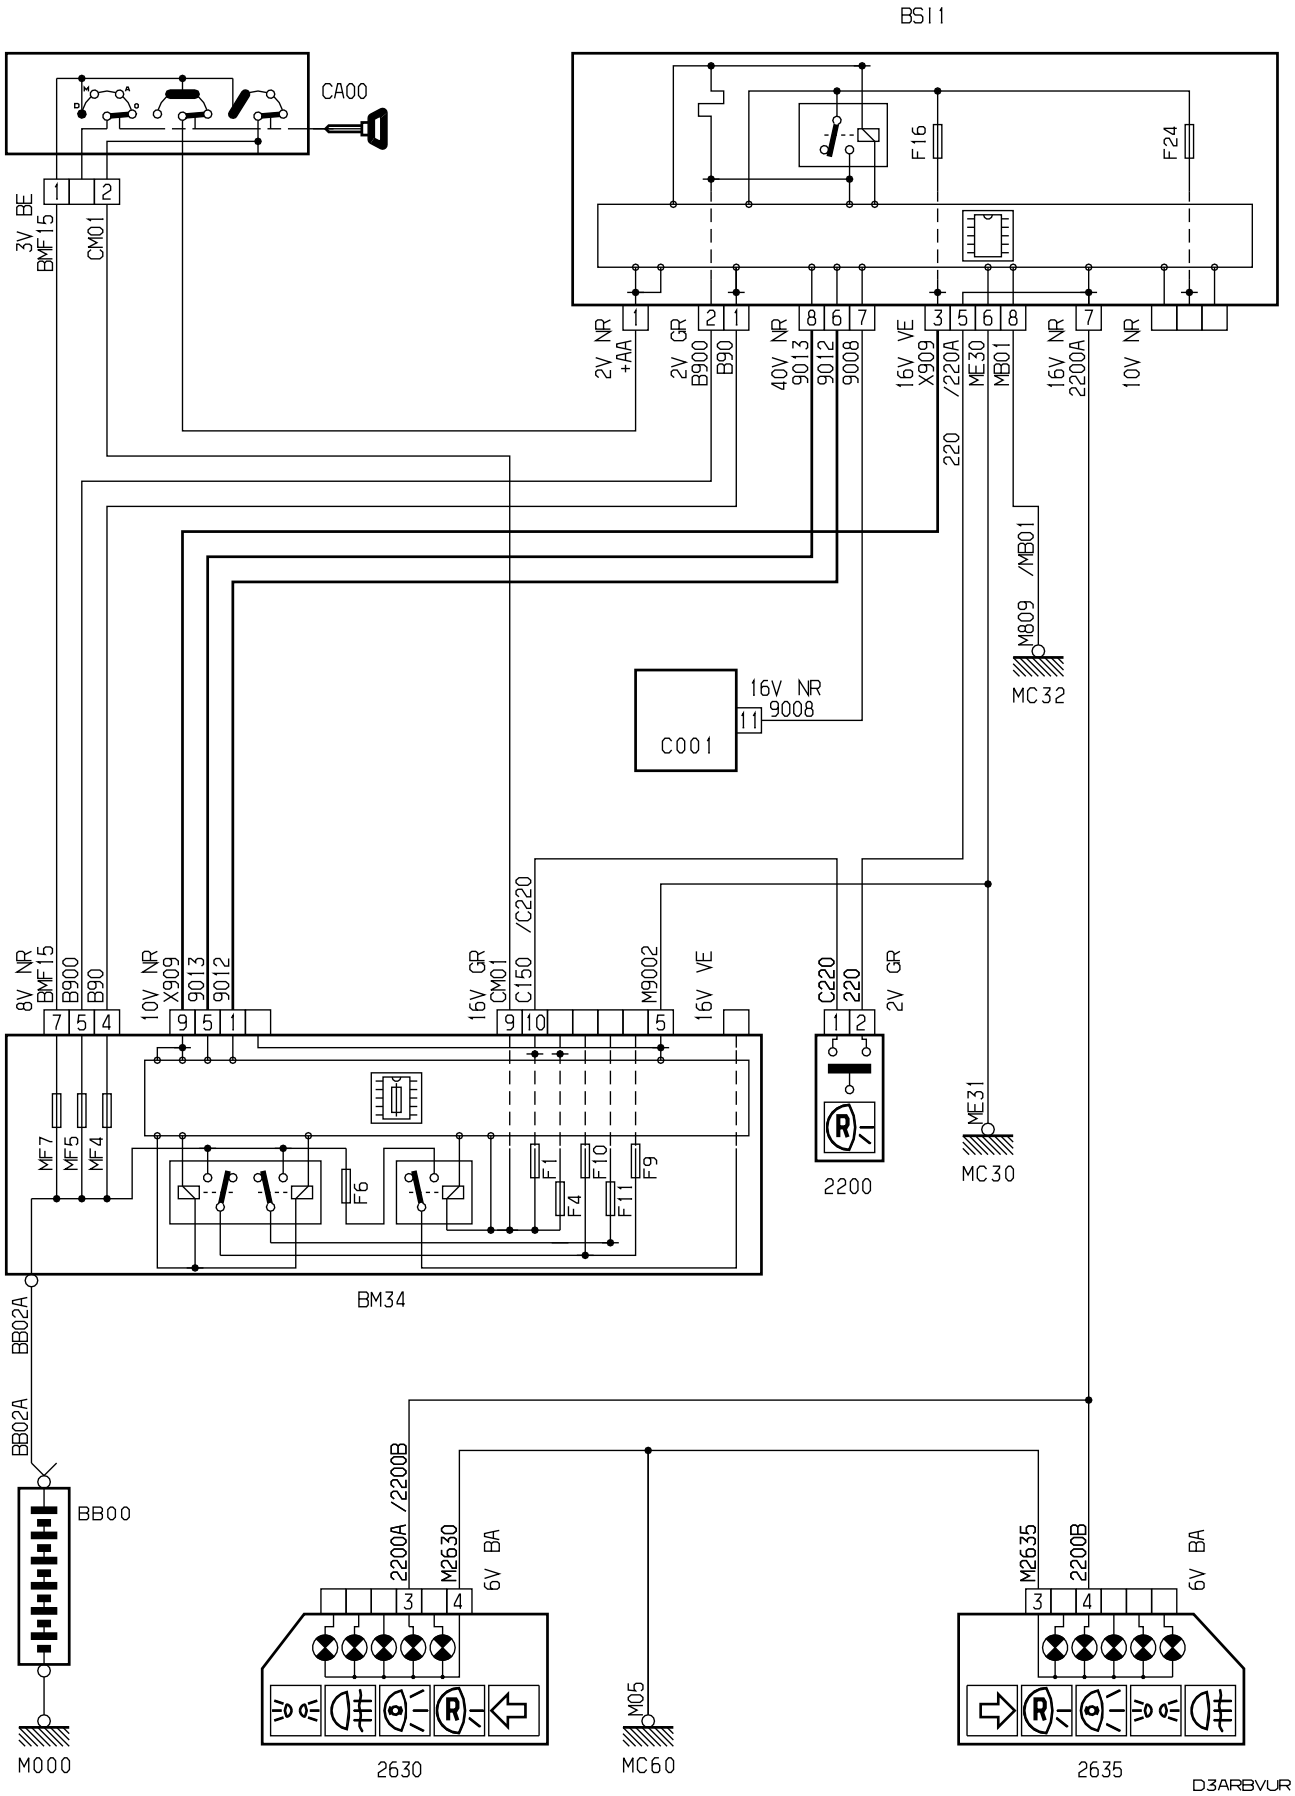 BSI1
CA00
M A
D O
1 2
3V BE
BMF15
CM01
F16
F24
1 2 1 8 6 7 3 5 6 8 7
2V NR
+AA
2V GR
B900
B90
40V NR
9013
9012
9008
16V VE
X909
/220A
220
ME30
MB01
16V NR
2200A
10V NR
/MB01
M809
MC32
16V NR
9008
11
C001
8V NR
BMF15
B900
B90
10V NR
X909
9013
9012
16V GR
CM01
C150 /C220
M9002
16V VE
C220
220
2V GR
7 5 4 9 5 1 9 10 5 1 2
MF7
MF5
MF4
F6
F1
F4
F10
F11
F9
R
2200
ME31
MC30
BM34
BB02A
BB02A
BB00
M000
2200A /2200B
M2630
6V BA
3 4
R
2630
M05
MC60
M2635
2200B
6V BA
3 4
R
2635
D3ARBVUR